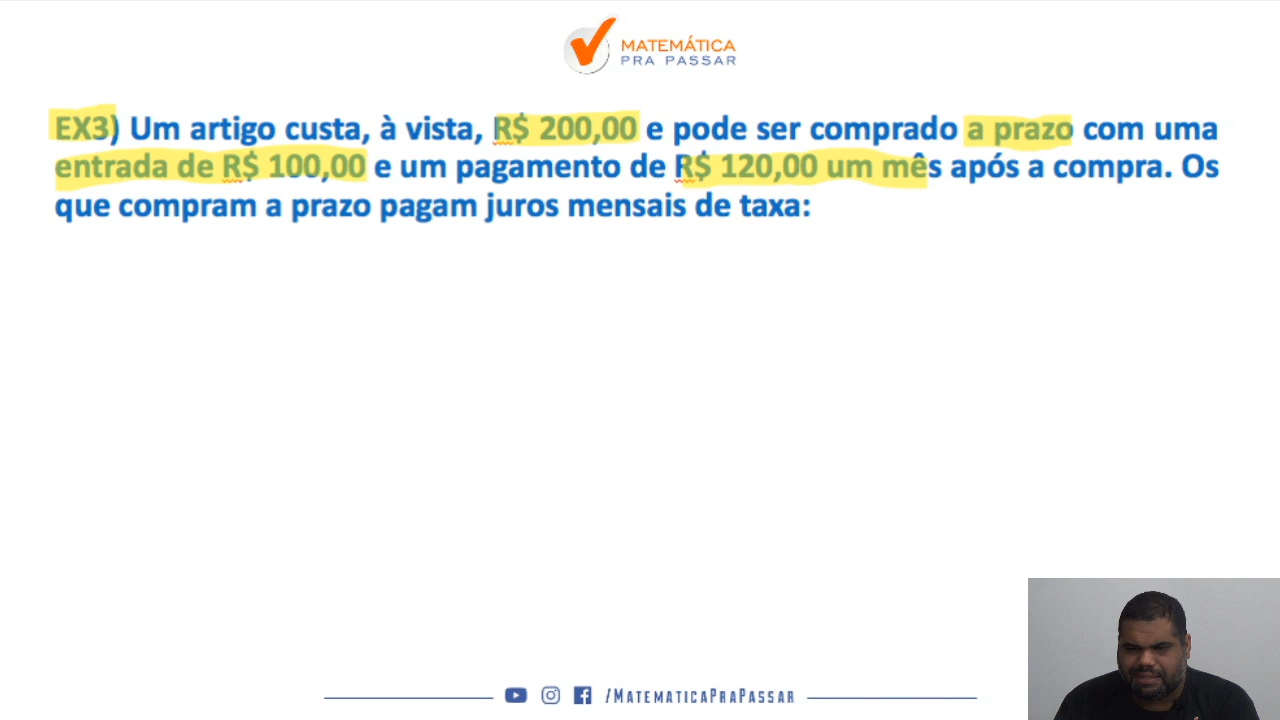 MATEMÁTICA
PRA PASSAR
EX3) Um artigo custa, à vista, R$ 200,00 e pode ser comprado a prazo com uma
entrada de R$ 100,00 e um pagamento de R$ 120,00 um mês após a compra. Os
que compram a prazo pagam juros mensais de taxa:
/MATEMATICAPRAPASSAR